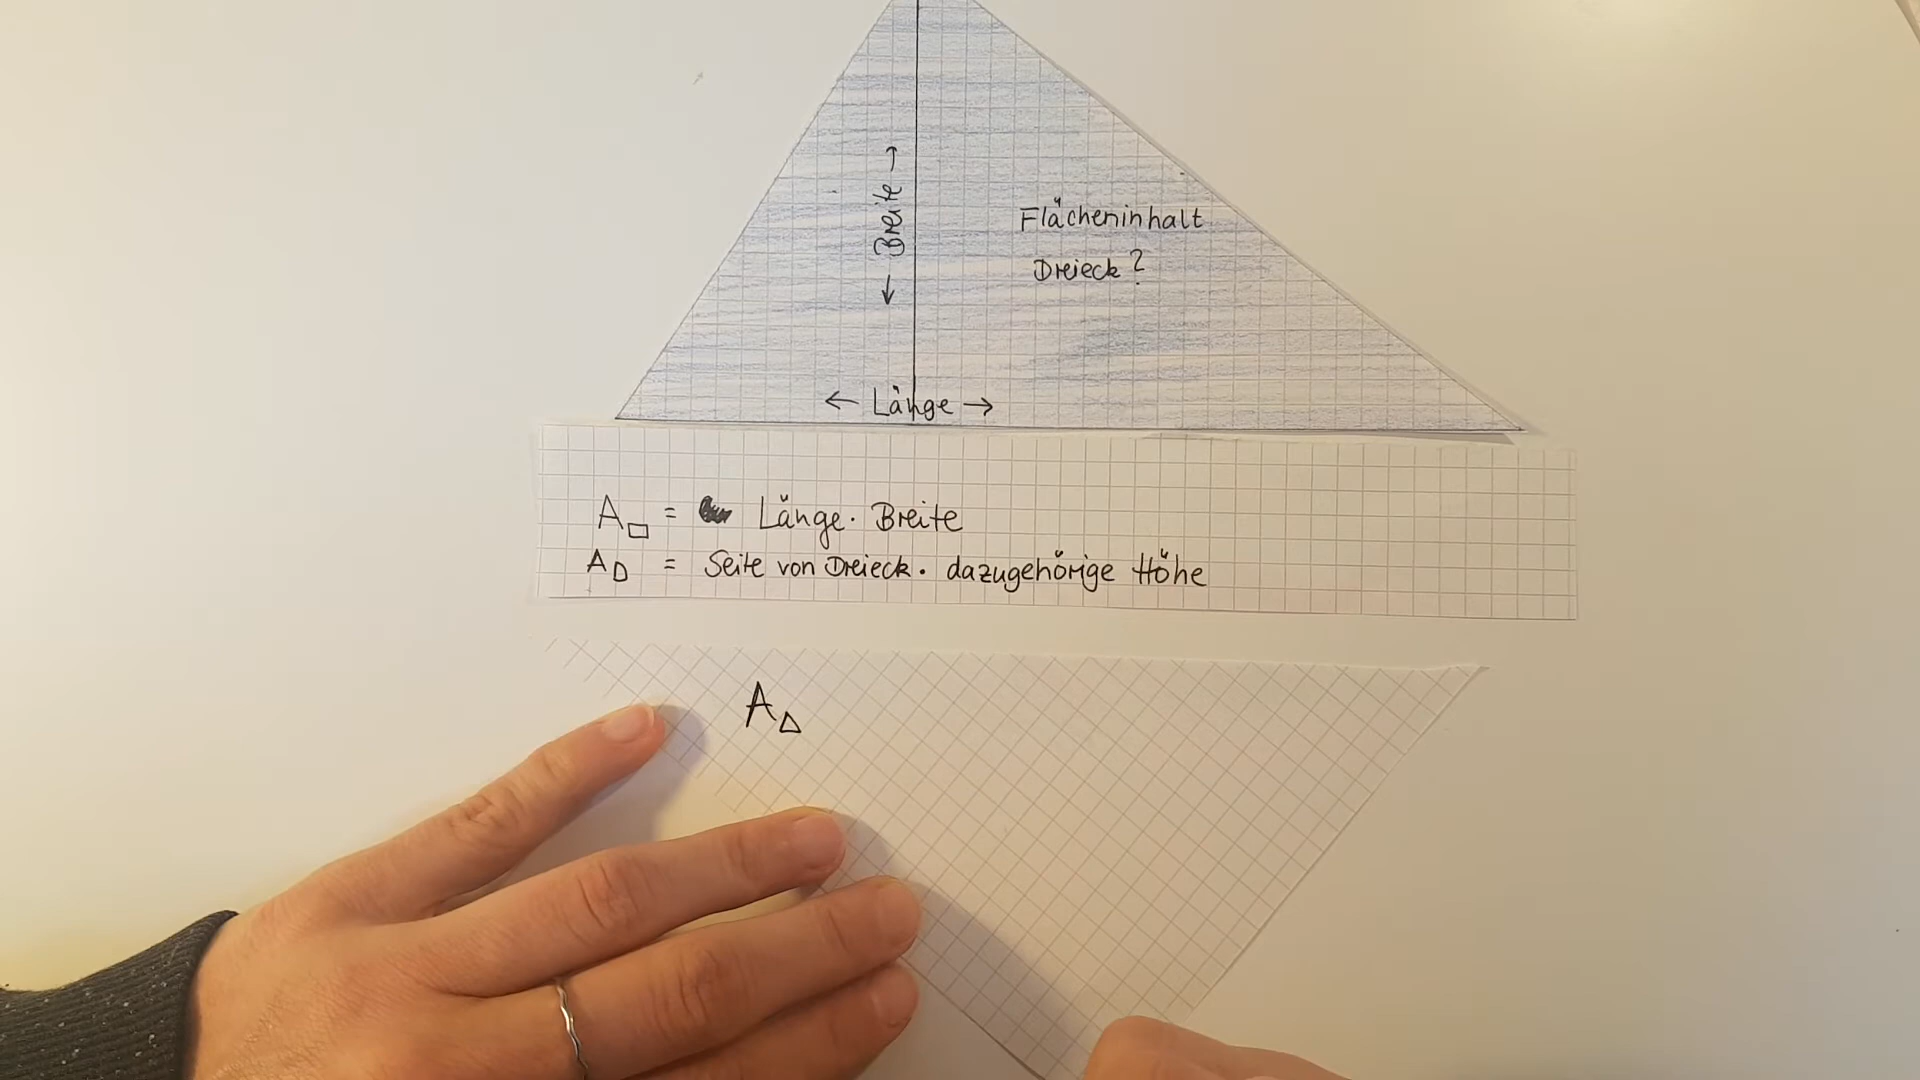 ← Breite →
Flächeninhalt
Dreieck?
← Länge →
A□ = Länge · Breite
A▷ = Seite von Dreieck · dazugehörige Höhe
A△